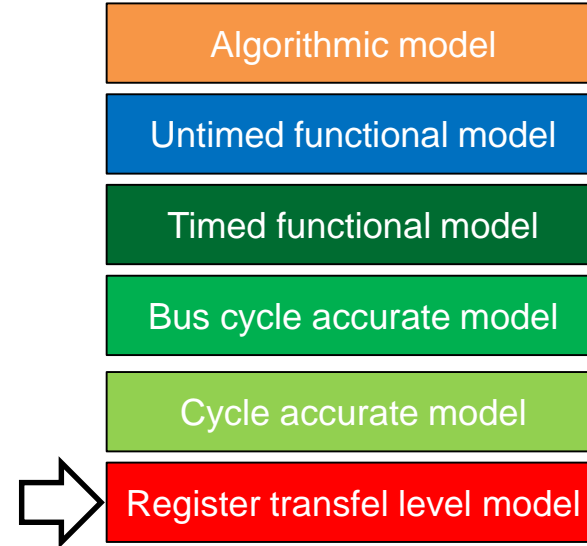 Algorithmic model
Untimed functional model
Timed functional model
Bus cycle accurate model
Cycle accurate model
Register transfel level model